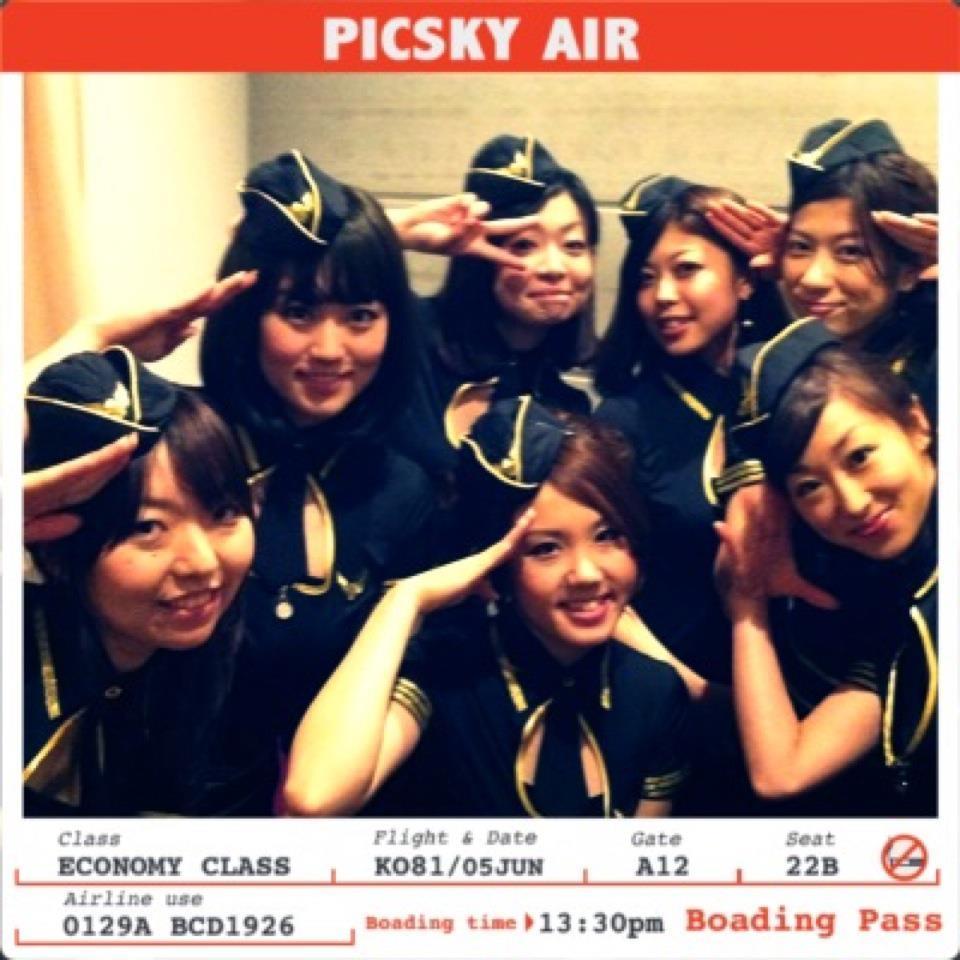 PICSKY AIR
Class Flight & Date Gate Seat
ECONOMY CLASS KO81/05JUN A12 22B
Airline use
0129A BCD1926 Boading time 13:30pm Boading Pass